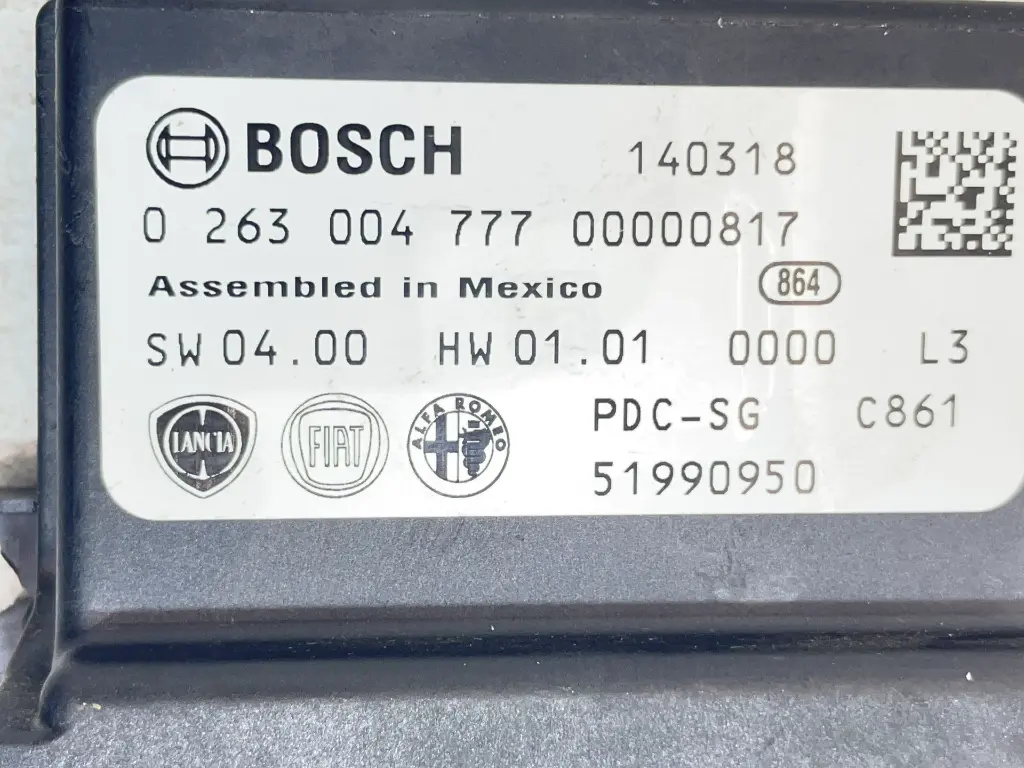 BOSCH 140318
0 263 004 777 00000817
Assembled in Mexico 864
SW 04.00 HW 01.01 0000 L3
LANCIA FIAT ALFA ROMEO PDC-SG C861
51990950